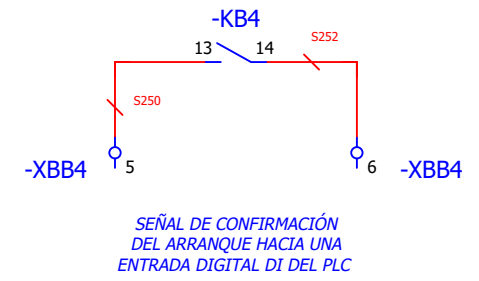 -KB4
13 14
S252
S250
-XBB4 5
6 -XBB4
SEÑAL DE CONFIRMACIÓN
DEL ARRANQUE HACIA UNA
ENTRADA DIGITAL DI DEL PLC